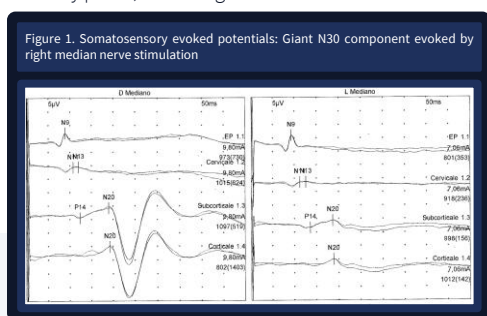 Figure 1. Somatosensory evoked potentials: Giant N30 component evoked by
right median nerve stimulation
D Mediano
5µV
50ms
N9
EP 1.1
9,80mA
973(730)
N11
N13
Cervicale 1.2
9,80mA
1015(624)
P14
N20
Subcorticale 1.3
9,80mA
1097(619)
N20
Corticale 1.4
9,80mA
802(1403)
L Mediano
5µV
50ms
N9
EP 1.1
7,06mA
801(353)
N11
N13
Cervicale 1.2
7,06mA
918(236)
P14
N20
Subcorticale 1.3
7,06mA
898(156)
N20
Corticale 1.4
7,06mA
1012(142)